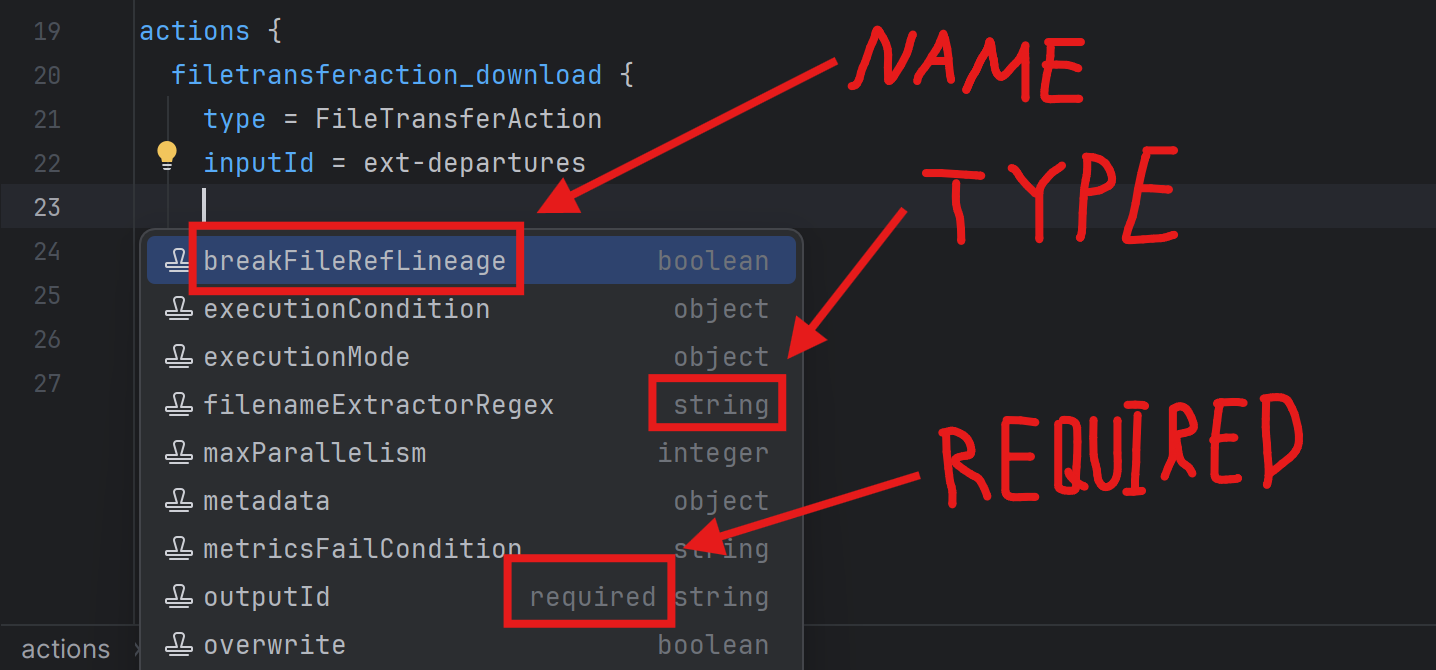 19 actions {
20 filetransferaction_download {
21 type = FileTransferAction
22 inputId = ext-departures
23
24
25
26
27
breakFileRefLineage boolean
executionCondition object
executionMode object
filenameExtractorRegex string
maxParallelism integer
metadata object
metricsFailCondition string
outputId required string
overwrite boolean
actions
NAME
TYPE
REQUIRED